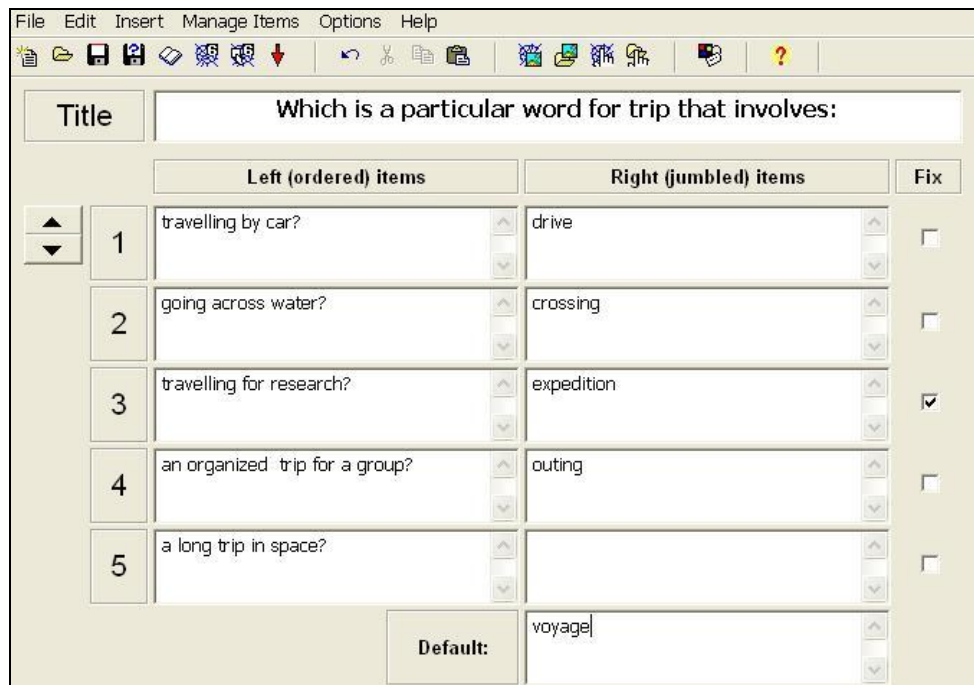 File Edit Insert Manage Items Options Help
Title Which is a particular word for trip that involves:
Left (ordered) items Right (jumbled) items Fix
1 travelling by car? drive
2 going across water? crossing
3 travelling for research? expedition
4 an organized  trip for a group? outing
5 a long trip in space?
Default: voyage